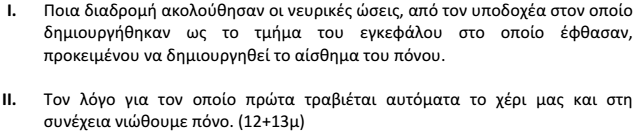 I. Ποια διαδρομή ακολούθησαν οι νευρικές ώσεις, από τον υποδοχέα στον οποίο
δημιουργήθηκαν ως το τμήμα του εγκεφάλου στο οποίο έφθασαν,
προκειμένου να δημιουργηθεί το αίσθημα του πόνου.
II. Τον λόγο για τον οποίο πρώτα τραβιέται αυτόματα το χέρι μας και στη
συνέχεια νιώθουμε πόνο. (12+13μ)